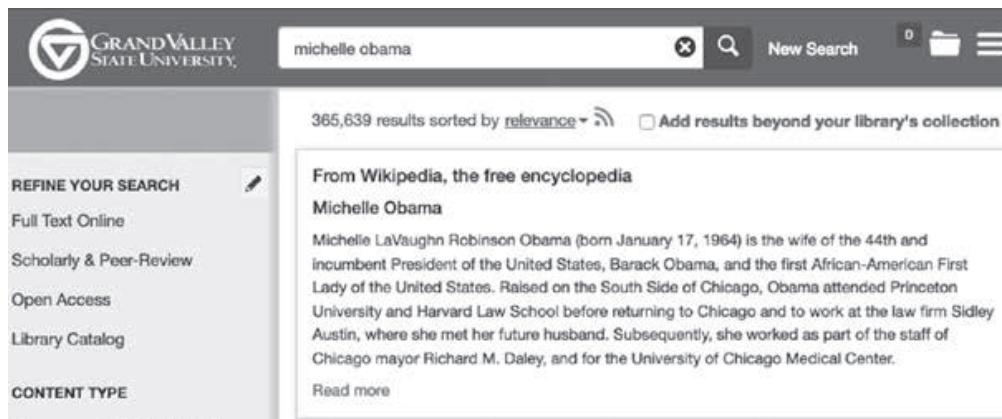 GRAND VALLEY
STATE UNIVERSITY
michelle obama
New Search
0
365,639 results sorted by relevance
Add results beyond your library's collection
REFINE YOUR SEARCH
Full Text Online
Scholarly & Peer-Review
Open Access
Library Catalog
CONTENT TYPE
From Wikipedia, the free encyclopedia
Michelle Obama
Michelle LaVaughn Robinson Obama (born January 17, 1964) is the wife of the 44th and
incumbent President of the United States, Barack Obama, and the first African-American First
Lady of the United States. Raised on the South Side of Chicago, Obama attended Princeton
University and Harvard Law School before returning to Chicago and to work at the law firm Sidley
Austin, where she met her future husband. Subsequently, she worked as part of the staff of
Chicago mayor Richard M. Daley, and for the University of Chicago Medical Center.
Read more